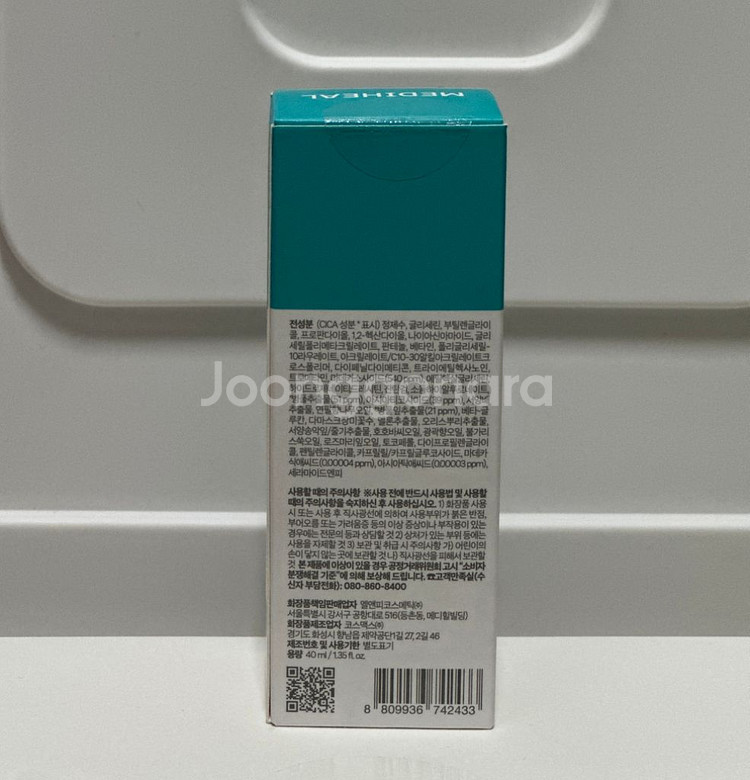 MEDIHEAL
전성분 (CICA 성분 * 표시) 정제수, 글리세린, 부틸렌글라이
콜, 프로판다이올, 1,2-헥산다이올, 나이아신아마이드, 글리
세릴폴리메타크릴레이트, 판테놀, 베타인, 폴리글리세릴-
10라우레이트, 아크릴레이트/C10-30알킬아크릴레이트크
로스폴리머, 다이페닐다이메티콘, 트라이에틸헥사노인,
Joonggonara
추출물, 잎추출물(21 ppm), 베타-글
루칸, 다마스크장미꽃수, 멜론추출물, 오리스뿌리추출물,
서양송악잎/줄기추출물, 호호바씨오일, 광곽향오일, 불가리
스쑥오일, 로즈마리잎오일, 토코페롤, 다이프로필렌글라이
콜, 펜틸렌글라이콜, 카프릴릴/카프릴글루코사이드, 마데카
식애씨드(0.00004 ppm), 아시아틱애씨드(0.00003 ppm),
세라마이드엔피
사용할 때의 주의사항 ※사용 전에 반드시 사용법 및 사용할
때의 주의사항을 숙지하신 후 사용하십시오. 1) 화장품 사용
시 또는 사용 후 직사광선에 의하여 사용부위가 붉은 반점,
부어오름 또는 가려움증 등의 이상 증상이나 부작용이 있는
경우에는 전문의 등과 상담할 것 2) 상처가 있는 부위 등에는
사용을 자제할 것 3) 보관 및 취급 시 주의사항 가) 어린이의
손이 닿지 않는 곳에 보관할 것 나) 직사광선을 피해서 보관할
것 본 제품에 이상이 있을 경우 공정거래위원회 고시 "소비자
분쟁해결 기준"에 의해 보상해 드립니다. ☎고객만족실(수
신자 부담전화): 080-860-8400
화장품책임판매업자 엘앤피코스메틱㈜
서울특별시 강서구 공항대로 516(등촌동, 메디힐빌딩)
화장품제조업자 코스맥스㈜
경기도 화성시 향남읍 제약공단1길 27, 2길 46
제조번호 및 사용기한 별도표기
용량 40 ml / 1.35 fl. oz.
8 809936 742433